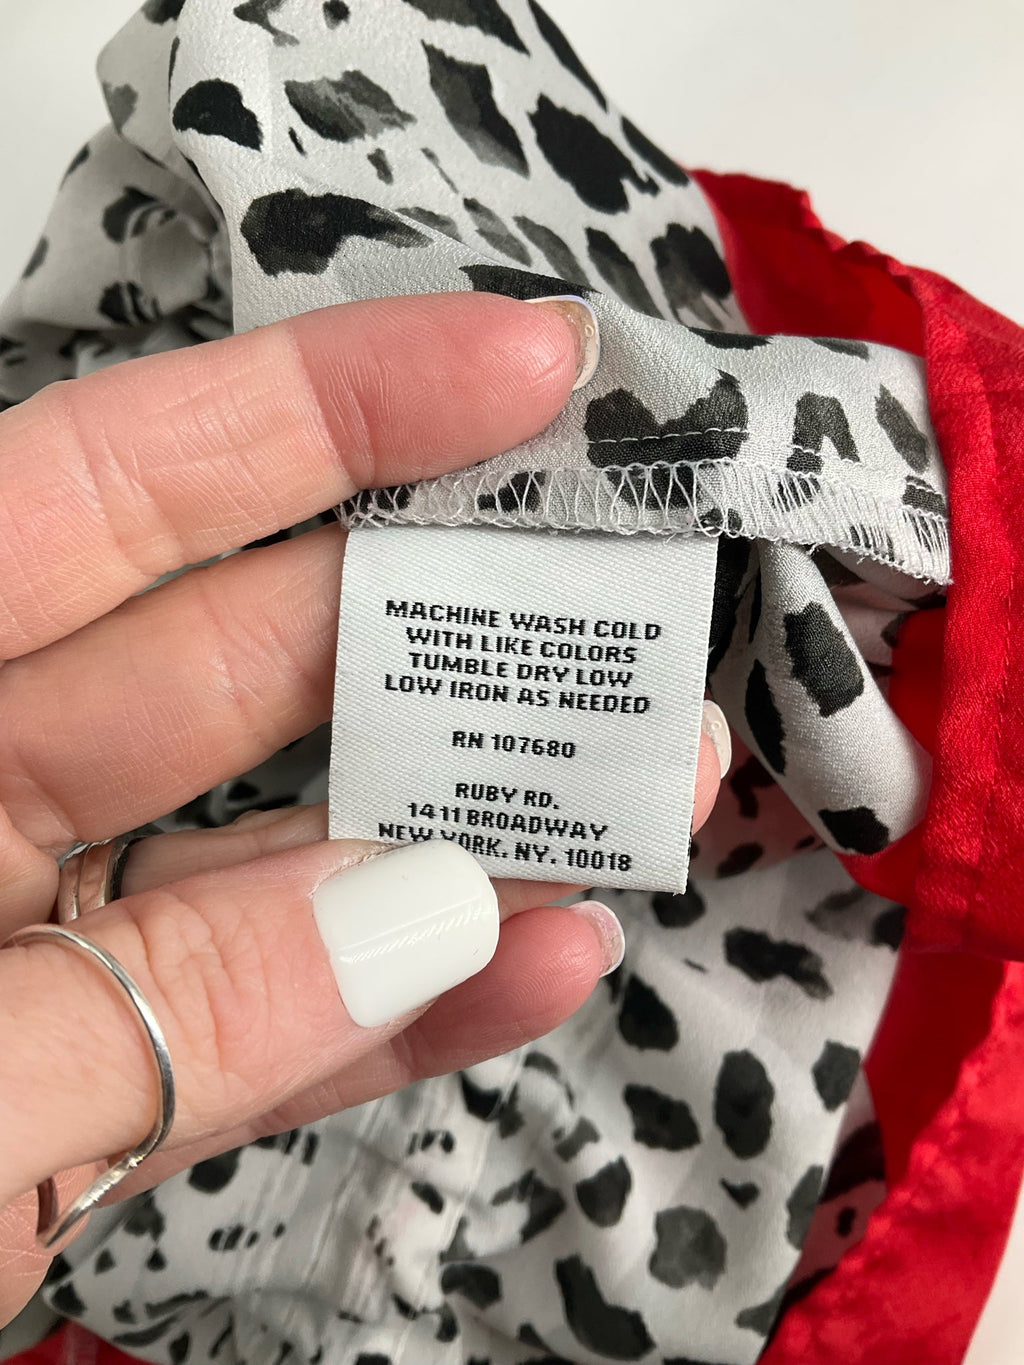 MACHINE WASH COLD
WITH LIKE COLORS
TUMBLE DRY LOW
LOW IRON AS NEEDED
RN 107680
RUBY RD.
1411 BROADWAY
NEW YORK, NY. 10018